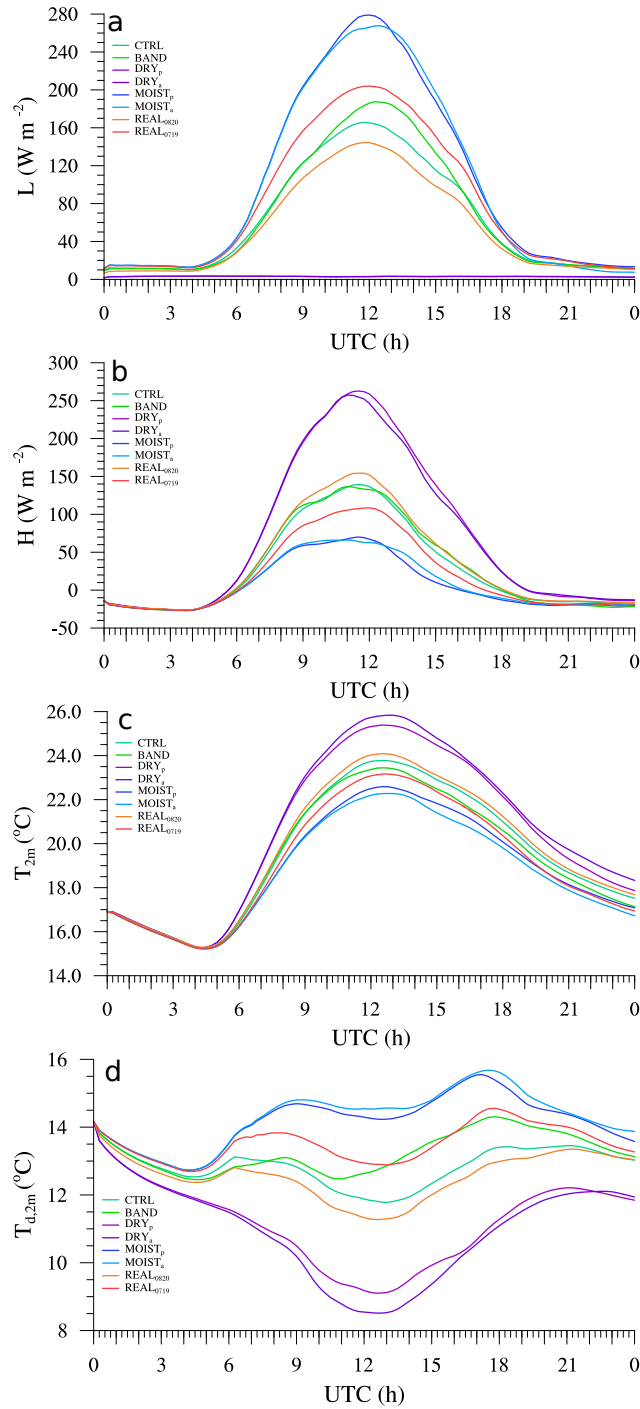 a
280
240
200
160
120
80
40
0
L (W m⁻²)
CTRL
BAND
DRYₚ
DRYₐ
MOISTₚ
MOISTₐ
REAL₀₈₂₀
REAL₀₇₁₉
0 3 6 9 12 15 18 21 0
UTC (h)
b
300
250
200
150
100
50
0
-50
H (W m⁻²)
CTRL
BAND
DRYₚ
DRYₐ
MOISTₚ
MOISTₐ
REAL₀₈₂₀
REAL₀₇₁₉
0 3 6 9 12 15 18 21 0
UTC (h)
c
26.0
24.0
22.0
20.0
18.0
16.0
14.0
T₂ₘ (°C)
CTRL
BAND
DRYₚ
DRYₐ
MOISTₚ
MOISTₐ
REAL₀₈₂₀
REAL₀₇₁₉
0 3 6 9 12 15 18 21 0
UTC (h)
d
16
14
12
10
8
T_d,2m (°C)
CTRL
BAND
DRYₚ
DRYₐ
MOISTₚ
MOISTₐ
REAL₀₈₂₀
REAL₀₇₁₉
0 3 6 9 12 15 18 21 0
UTC (h)